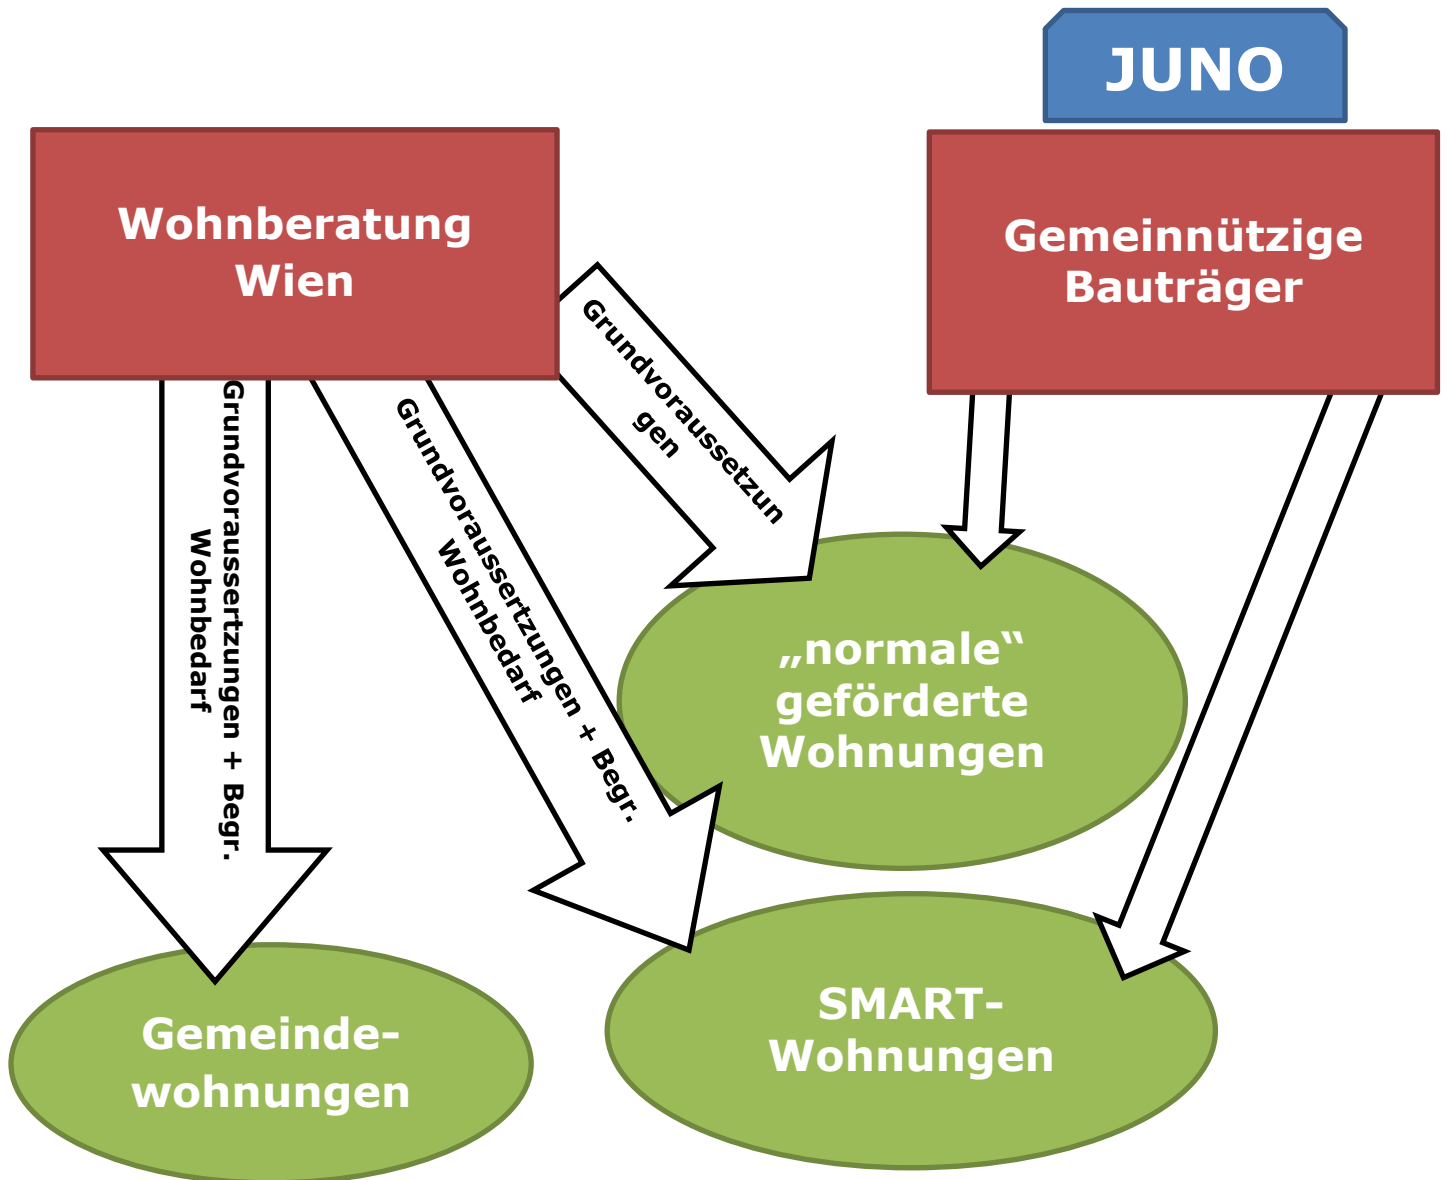 JUNO
Wohnberatung
Wien
Gemeinnützige
Bauträger
Grundvoraussetzun
gen
Grundvoraussertzungen + Begr.
Wohnbedarf
Grundvoraussertzungen + Begr.
Wohnbedarf
„normale“
geförderte
Wohnungen
SMART-
Wohnungen
Gemeinde-
wohnungen